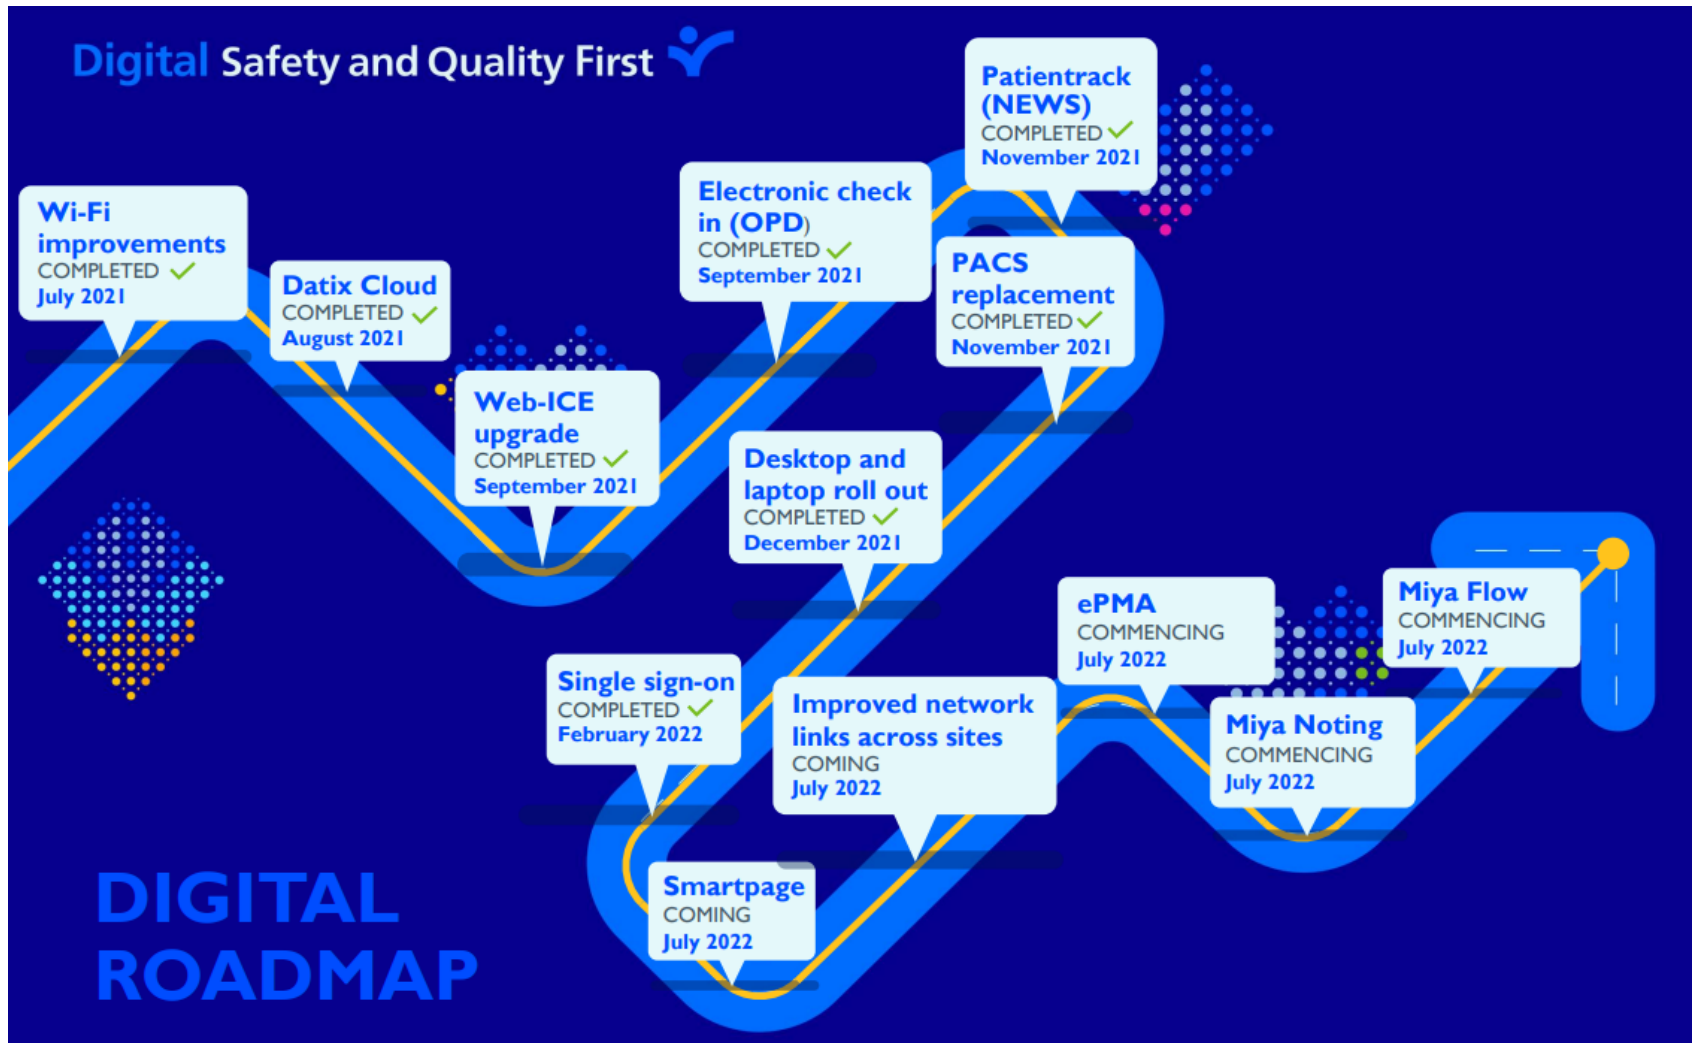 Digital Safety and Quality First
Wi-Fi
improvements
COMPLETED
July 2021
Datix Cloud
COMPLETED
August 2021
Web-ICE
upgrade
COMPLETED
September 2021
Electronic check
in (OPD)
COMPLETED
September 2021
Patientrack
(NEWS)
COMPLETED
November 2021
PACS
replacement
COMPLETED
November 2021
Desktop and
laptop roll out
COMPLETED
December 2021
Single sign-on
COMPLETED
February 2022
Smartpage
COMING
July 2022
Improved network
links across sites
COMING
July 2022
ePMA
COMMENCING
July 2022
Miya Noting
COMMENCING
July 2022
Miya Flow
COMMENCING
July 2022
DIGITAL
ROADMAP